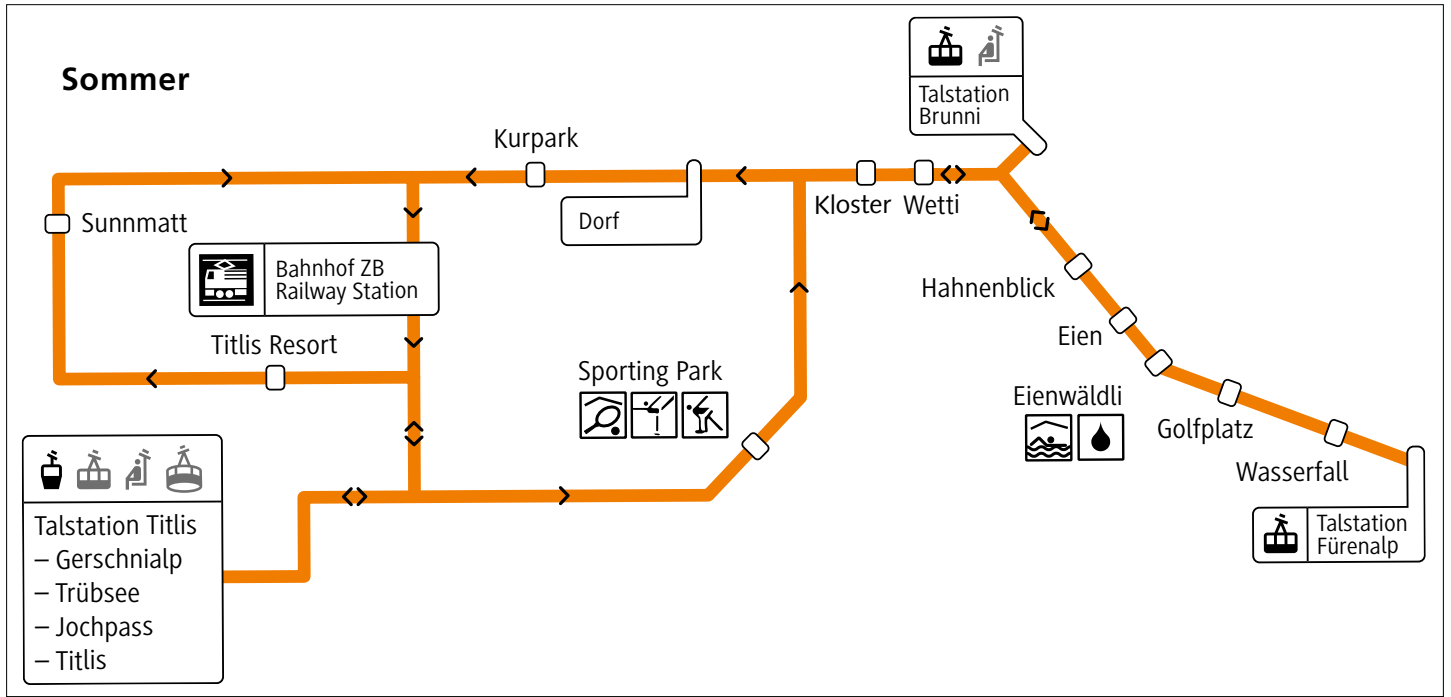 Sommer
Talstation
Brunni
Kurpark
Sunnmatt
Dorf
Kloster
Wetti
Bahnhof ZB
Railway Station
Hahnenblick
Titlis Resort
Eien
Sporting Park
Eienwäldli
Golfplatz
Wasserfall
Talstation Titlis
– Gerschnialp
– Trübsee
– Jochpass
– Titlis
Talstation
Fürenalp